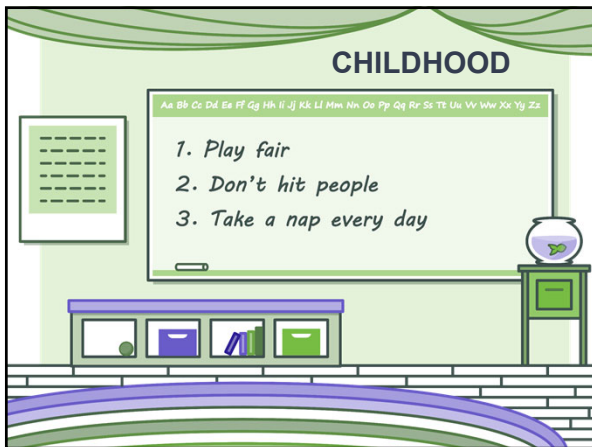 CHILDHOOD
Aa Bb Cc Dd Ee Ff Gg Hh Ii Jj Kk Ll Mm Nn Oo Pp Qq Rr Ss Tt Uu Vv Ww Xx Yy Zz
1. Play fair
2. Don't hit people
3. Take a nap every day